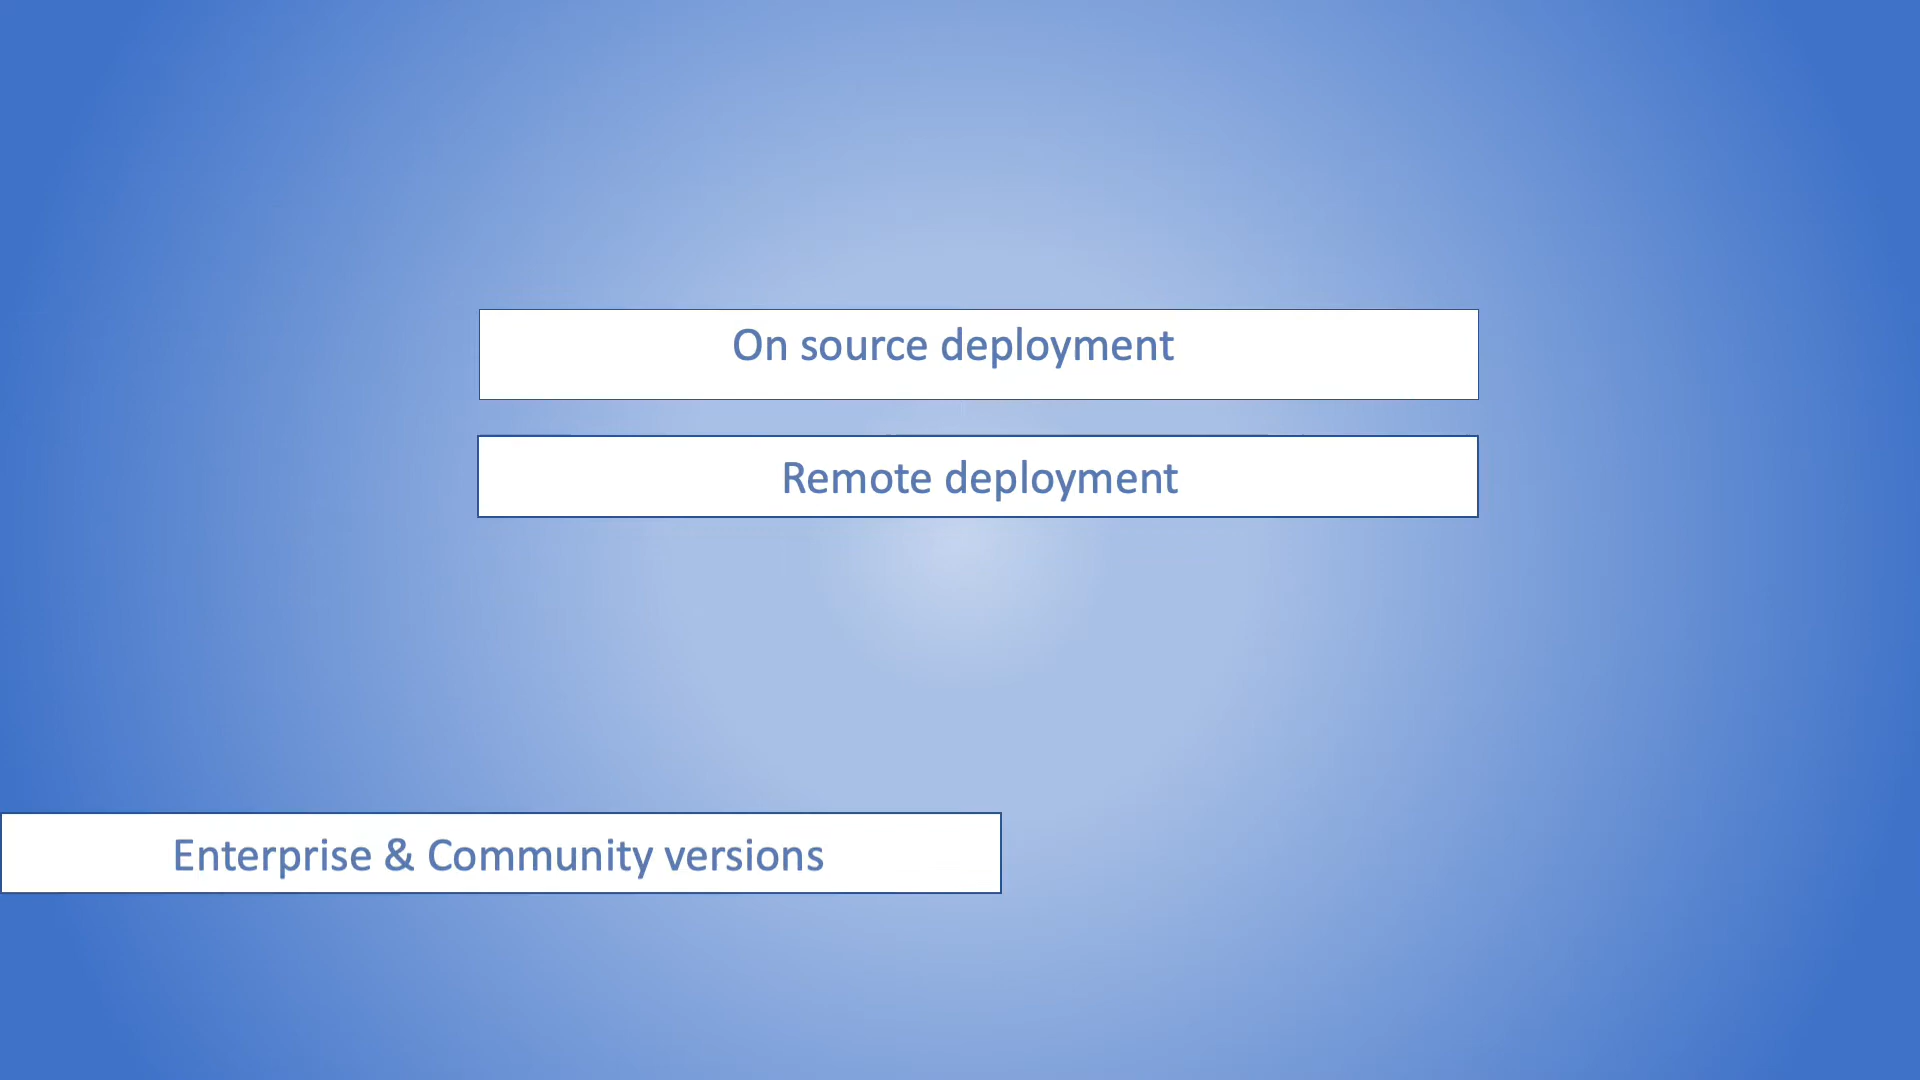 On source deployment
Remote deployment
Enterprise & Community versions